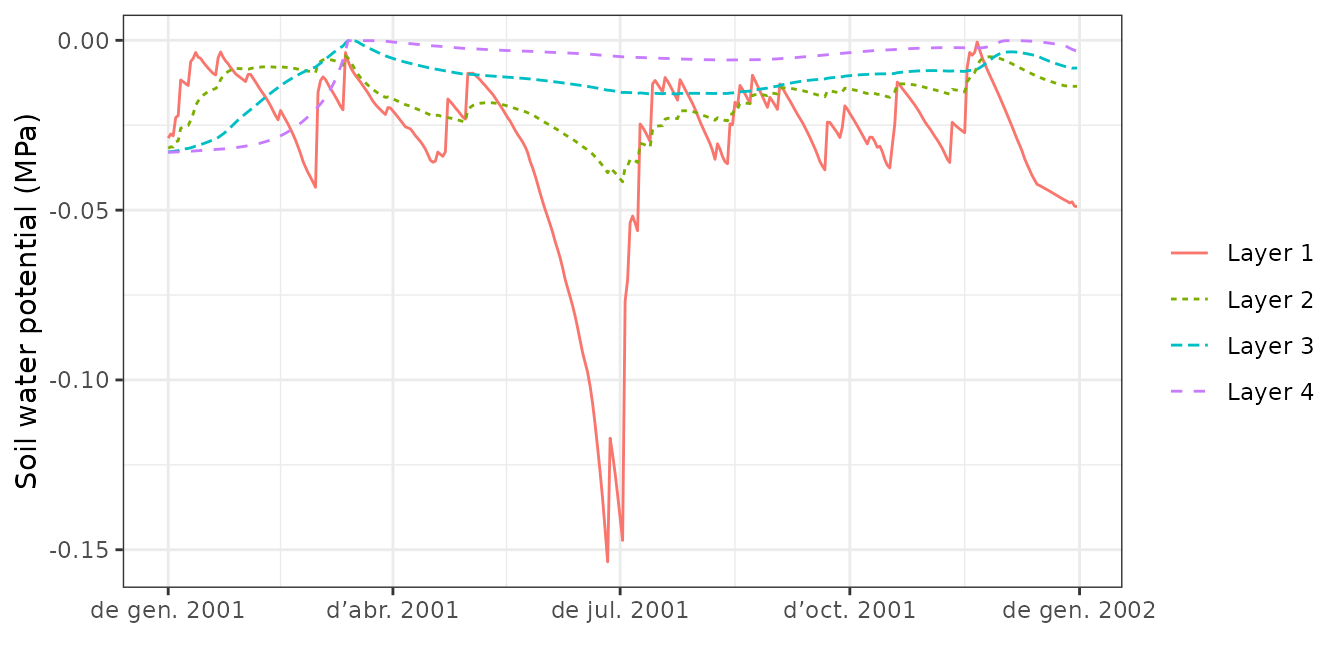 Soil water potential (MPa)
0.00
-0.05
-0.10
-0.15
de gen. 2001
d’abr. 2001
de jul. 2001
d’oct. 2001
de gen. 2002
Layer 1
Layer 2
Layer 3
Layer 4